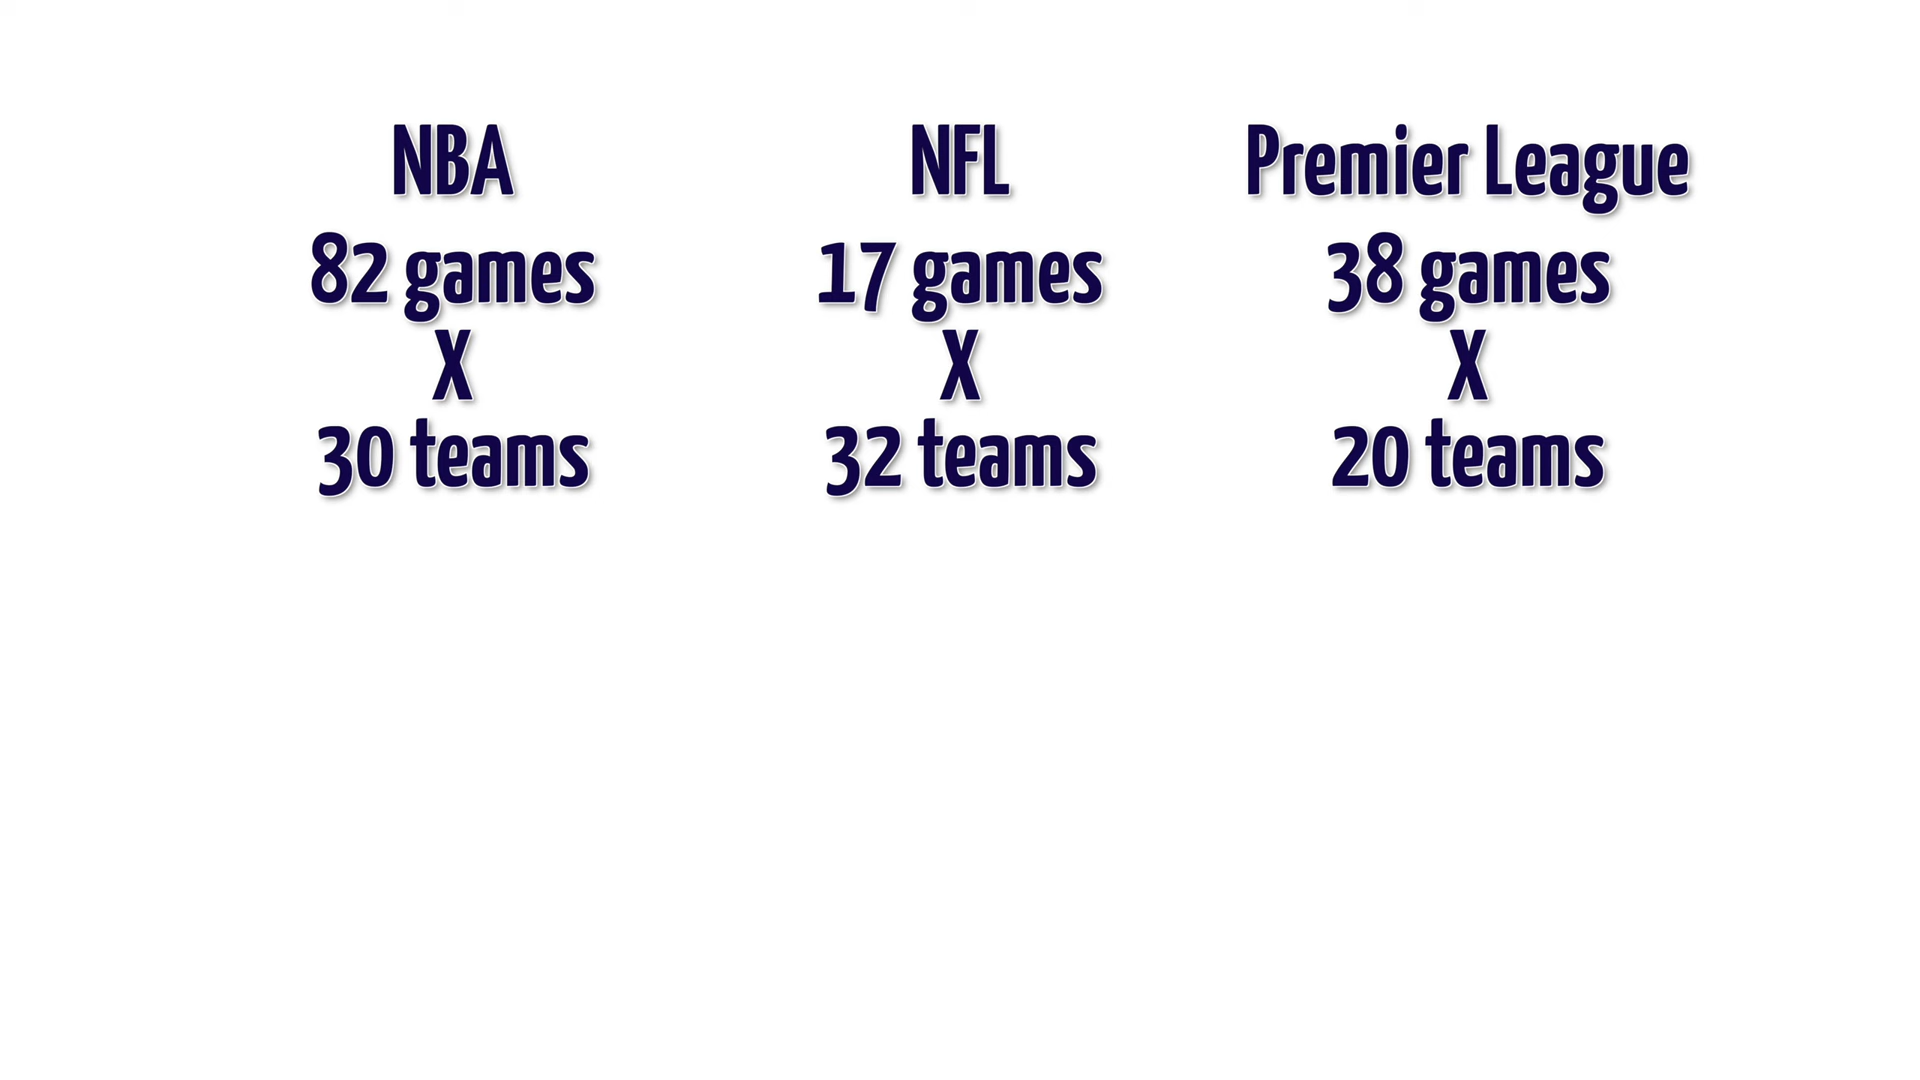 NBA
82 games
X
30 teams
NFL
17 games
X
32 teams
Premier League
38 games
X
20 teams